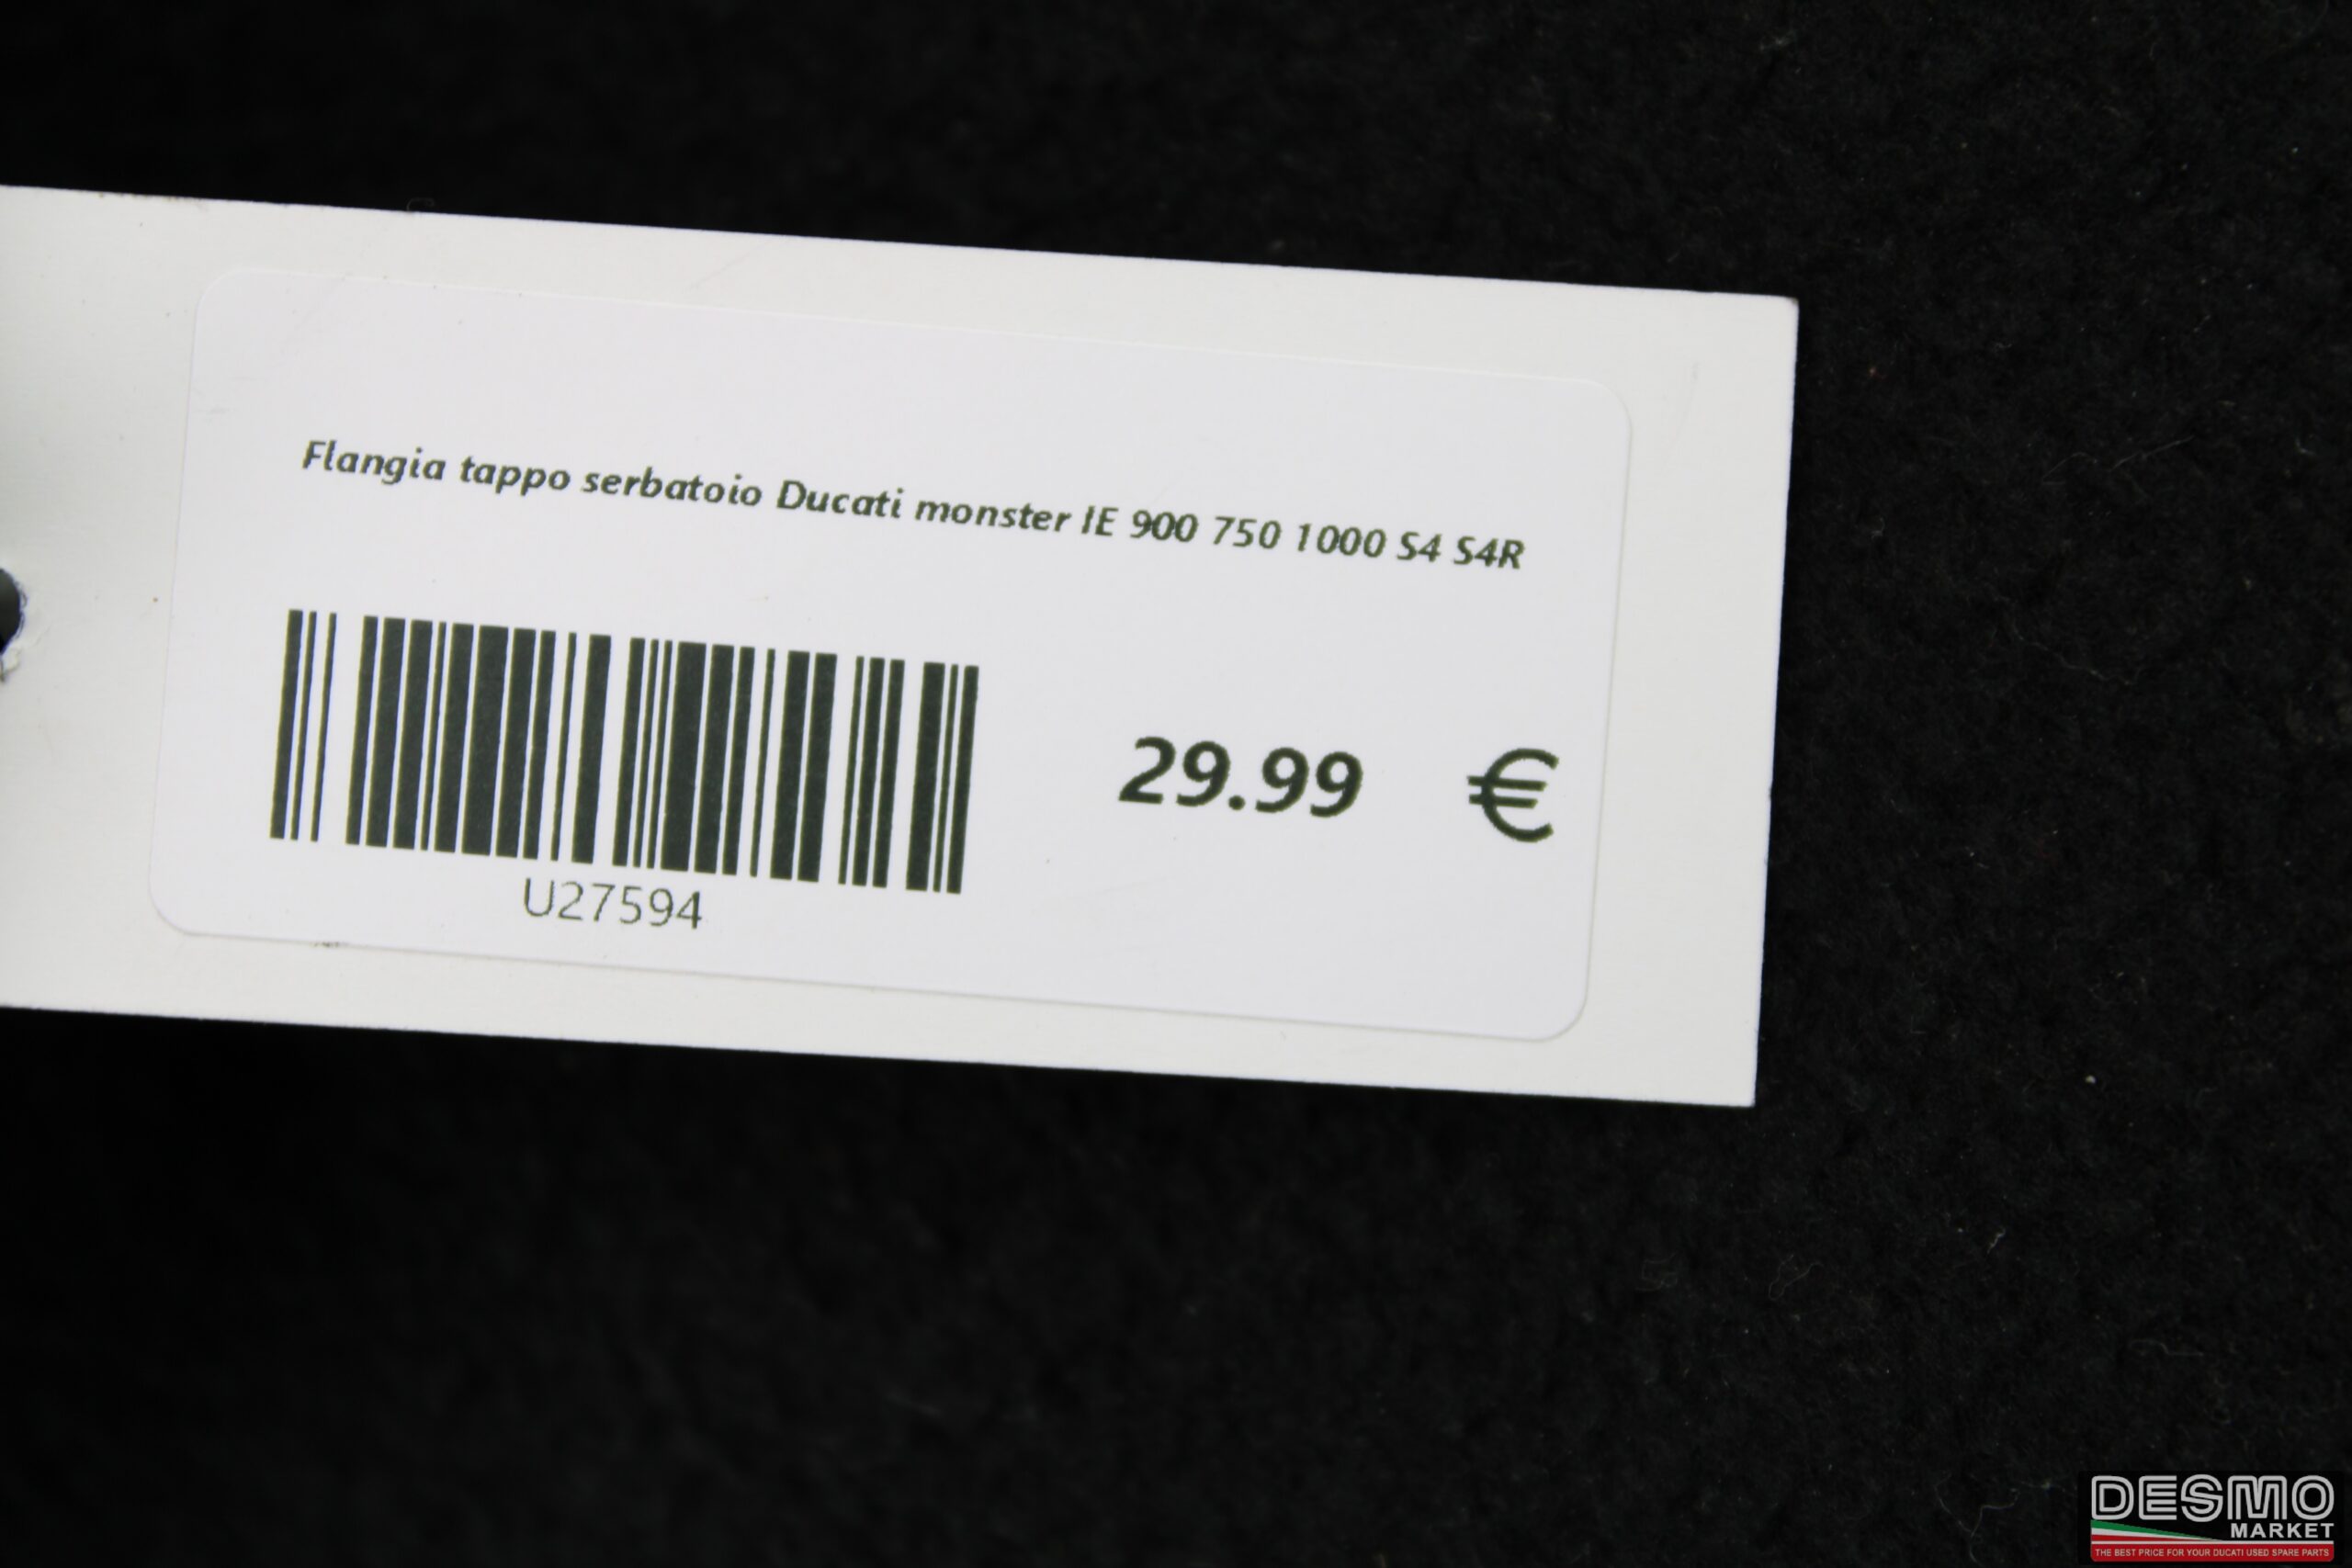 Flangia tappo serbatoio Ducati monster IE 900 750 1000 S4 S4R
29.99 €
U27594
DESMO
MARKET
THE BEST PRICE FOR YOUR DUCATI USED SPARE PARTS